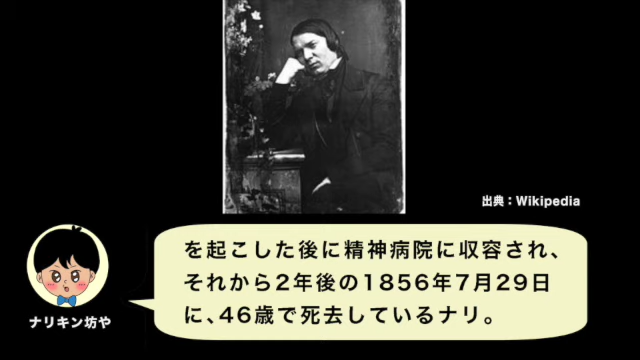 出典：Wikipedia
を起こした後に精神病院に収容され、
それから2年後の1856年7月29日
に、46歳で死去しているナリ。
ナリキン坊や